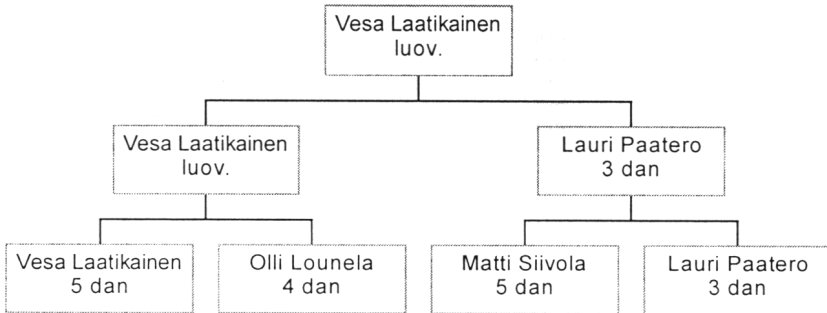 Vesa Laatikainen
luov.
Vesa Laatikainen
luov.
Lauri Paatero
3 dan
Vesa Laatikainen
5 dan
Olli Lounela
4 dan
Matti Siivola
5 dan
Lauri Paatero
3 dan